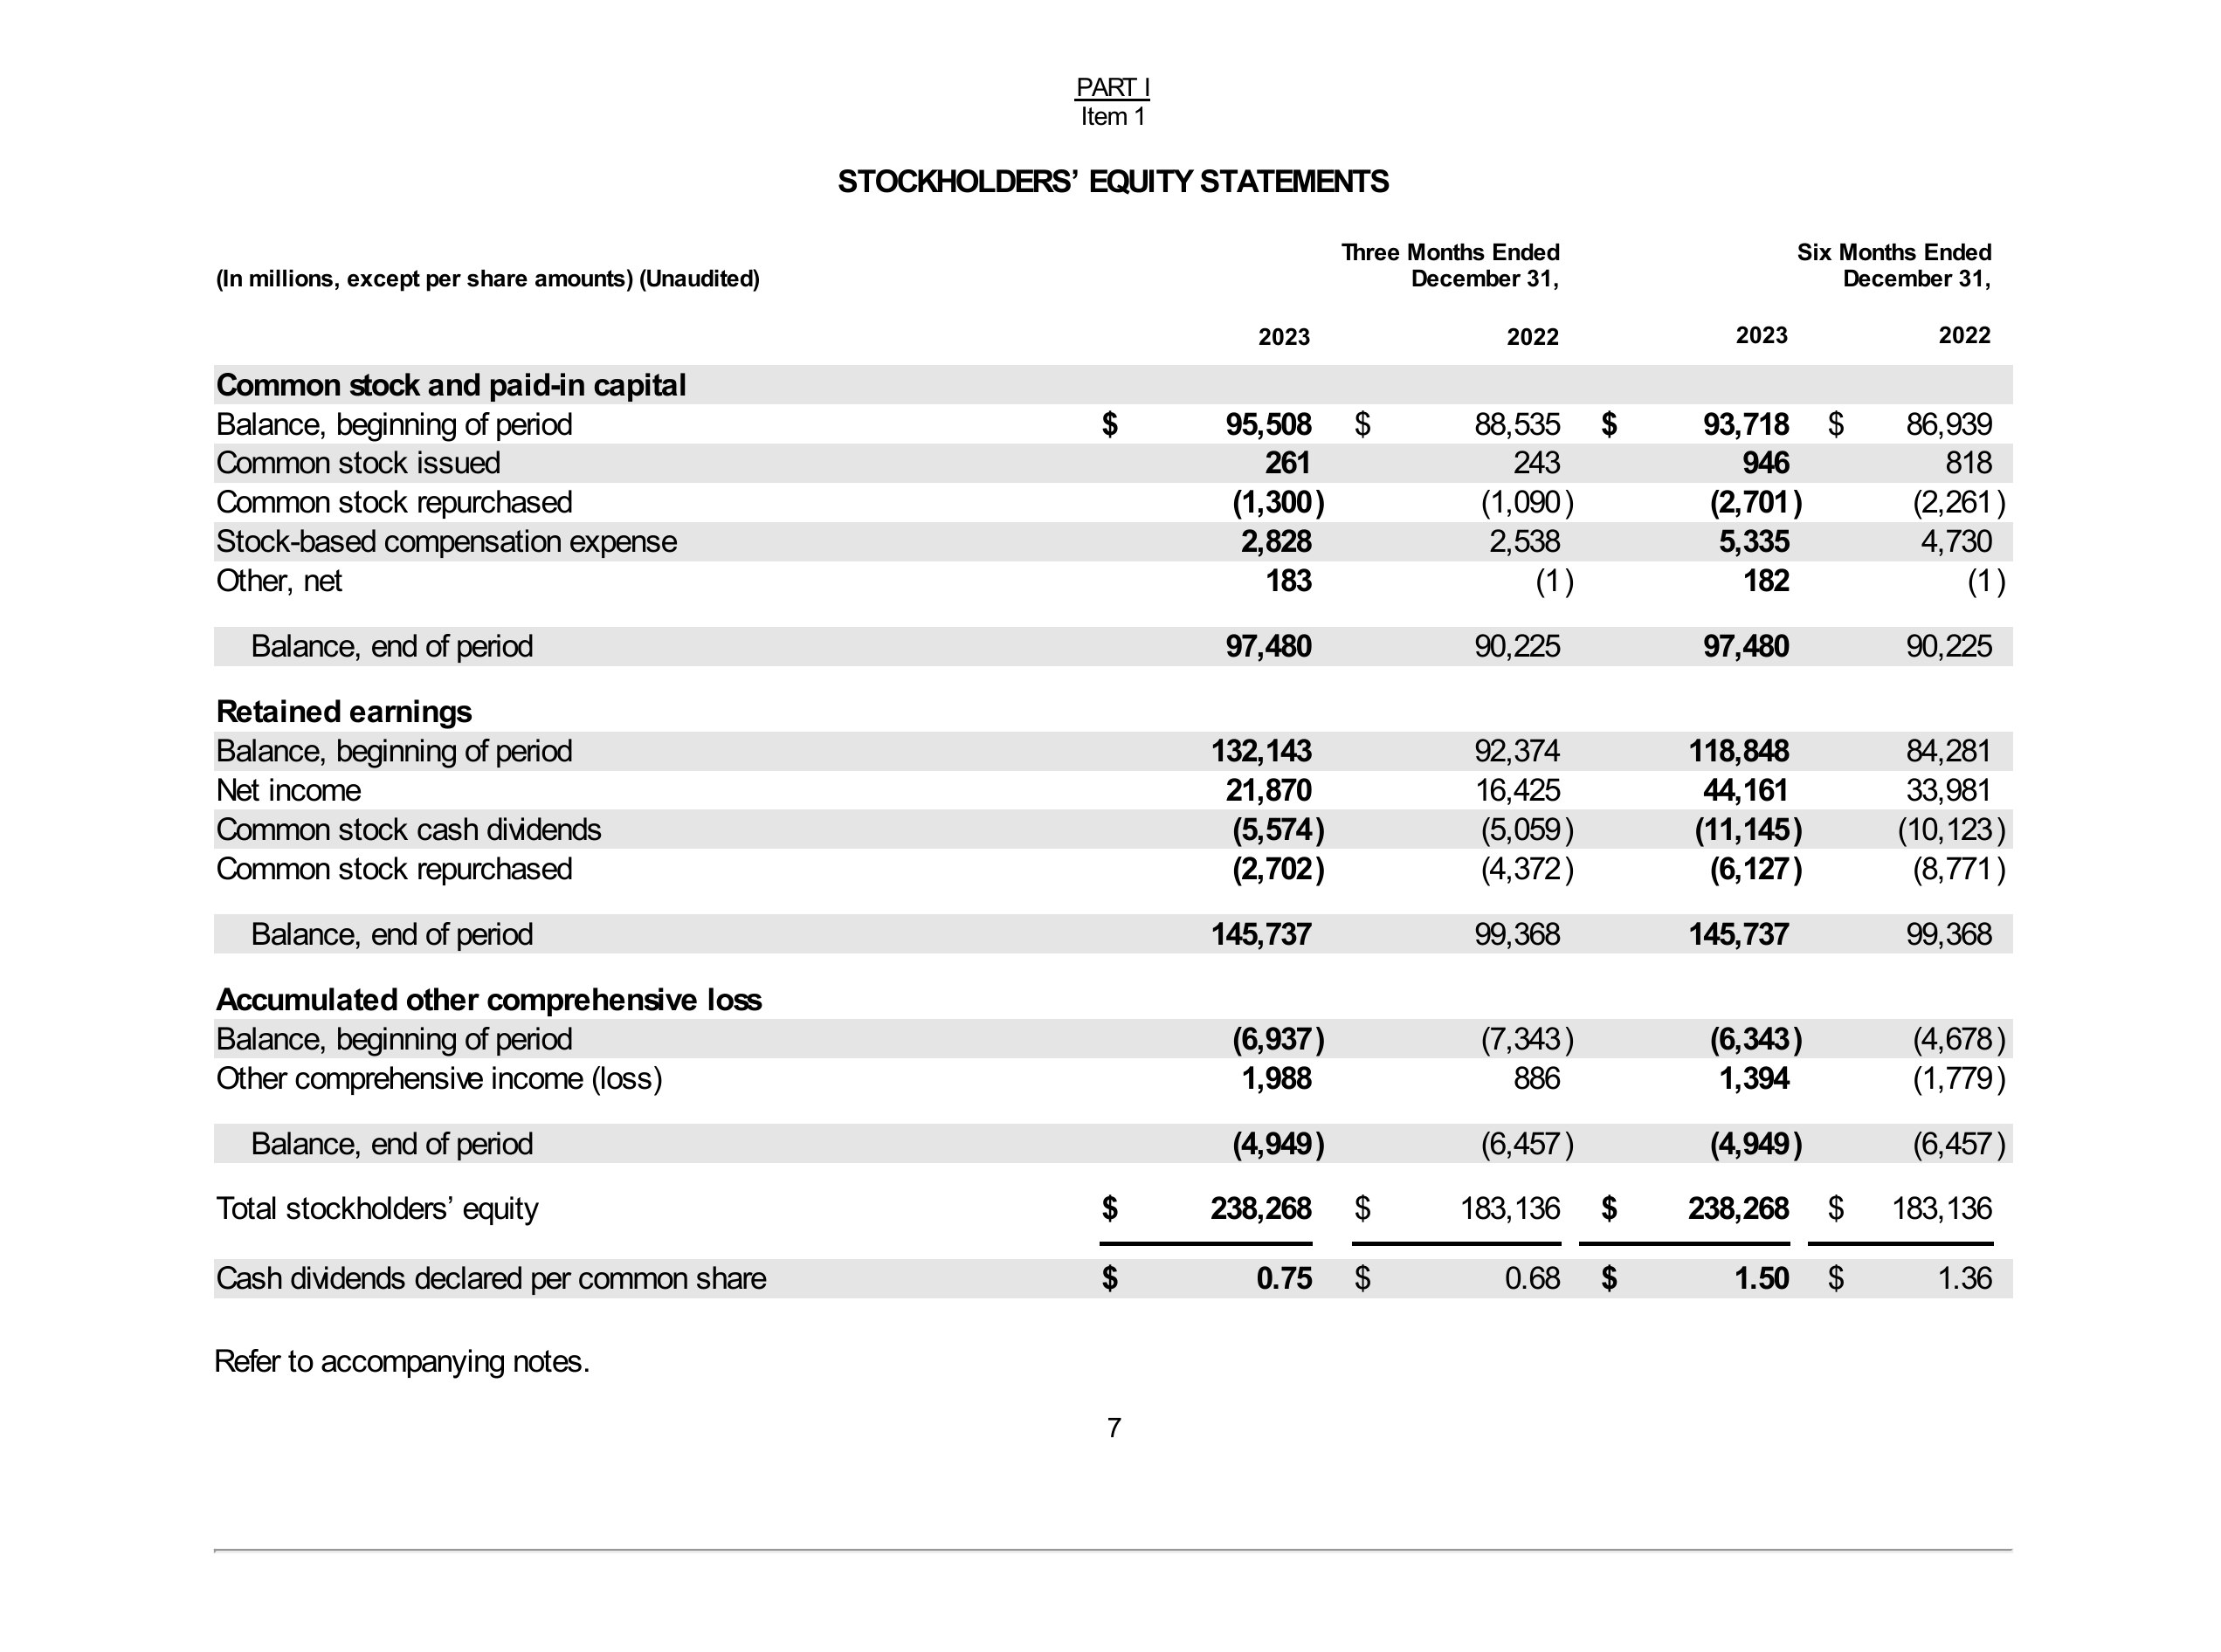 PART I
Item 1
STOCKHOLDERS’ EQUITY STATEMENTS
(In millions, except per share amounts) (Unaudited) Three Months Ended December 31, Six Months Ended December 31,
2023 2022 2023 2022
Common stock and paid-in capital
Balance, beginning of period $ 95,508 $ 88,535 $ 93,718 $ 86,939
Common stock issued 261 243 946 818
Common stock repurchased (1,300) (1,090) (2,701) (2,261)
Stock-based compensation expense 2,828 2,538 5,335 4,730
Other, net 183 (1) 182 (1)
Balance, end of period 97,480 90,225 97,480 90,225
Retained earnings
Balance, beginning of period 132,143 92,374 118,848 84,281
Net income 21,870 16,425 44,161 33,981
Common stock cash dividends (5,574) (5,059) (11,145) (10,123)
Common stock repurchased (2,702) (4,372) (6,127) (8,771)
Balance, end of period 145,737 99,368 145,737 99,368
Accumulated other comprehensive loss
Balance, beginning of period (6,937) (7,343) (6,343) (4,678)
Other comprehensive income (loss) 1,988 886 1,394 (1,779)
Balance, end of period (4,949) (6,457) (4,949) (6,457)
Total stockholders’ equity $ 238,268 $ 183,136 $ 238,268 $ 183,136
Cash dividends declared per common share $ 0.75 $ 0.68 $ 1.50 $ 1.36
Refer to accompanying notes.
7